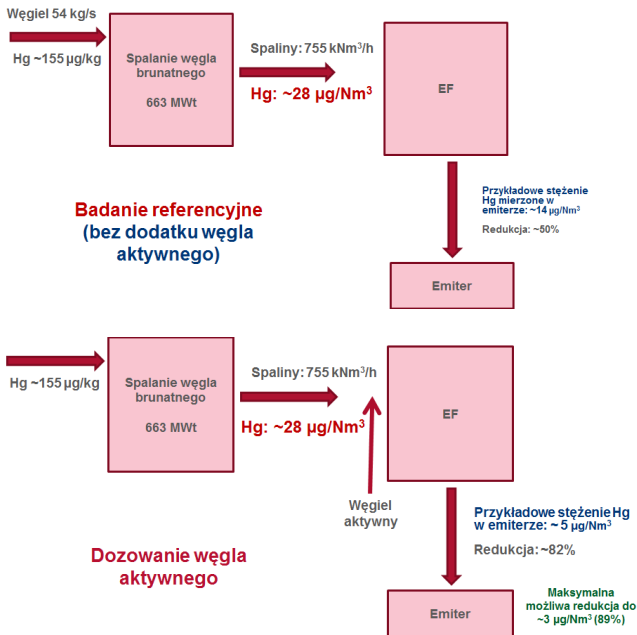 Węgiel 54 kg/s
Hg ~155 µg/kg
Spalanie węgla
brunatnego
663 MWt
Spaliny: 755 kNm³/h
Hg: ~28 µg/Nm³
EF
Badanie referencyjne
(bez dodatku węgla
aktywnego)
Przykładowe stężenie
Hg mierzone w
emiterze: ~14 µg/Nm³
Redukcja: ~50%
Emiter
Hg ~155 µg/kg
Spalanie węgla
brunatnego
663 MWt
Spaliny: 755 kNm³/h
Hg: ~28 µg/Nm³
EF
Węgiel
aktywny
Przykładowe stężenie Hg
w emiterze: ~ 5 µg/Nm³
Redukcja: ~82%
Dozowanie węgla
aktywnego
Emiter
Maksymalna
możliwa redukcja do
~3 µg/Nm³ (89%)